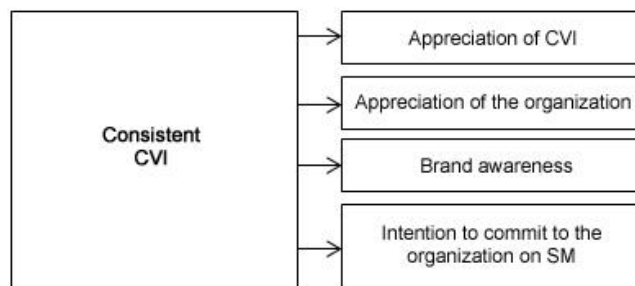 Consistent
CVI
Appreciation of CVI
Appreciation of the organization
Brand awareness
Intention to commit to the
organization on SM